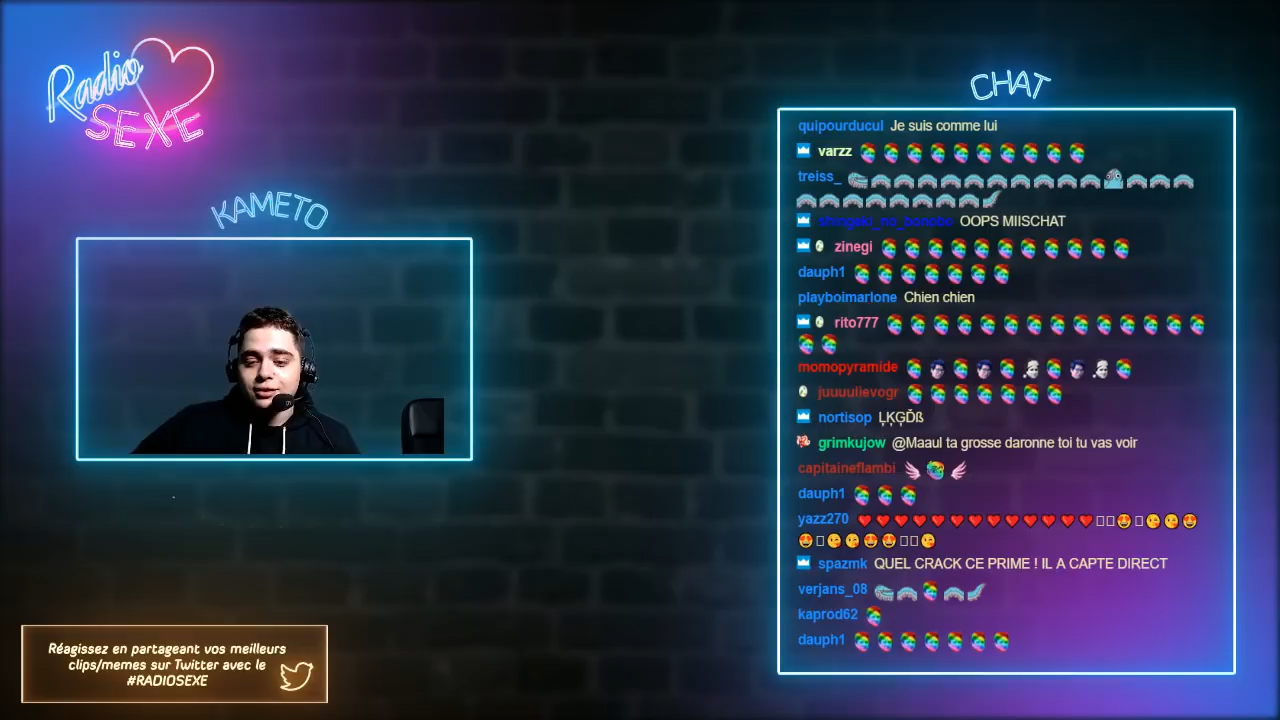 Radio
SEXE
KAMETO
CHAT
quipourducul Je suis comme lui
varzz
treiss_
shingeki_no_bonobo OOPS MIISCHAT
zinegi
dauph1
playboimarlone Chien chien
rito777
momopyramide
juuuulievogr
nortisop ĻĶĢĎß
grimkujow @Maaul ta grosse daronne toi tu vas voir
capitaineflambi
dauph1
yazz270
spazmk QUEL CRACK CE PRIME ! IL A CAPTE DIRECT
verjans_08
kaprod62
dauph1
Réagissez en partageant vos meilleurs
clips/memes sur Twitter avec le
#RADIOSEXE